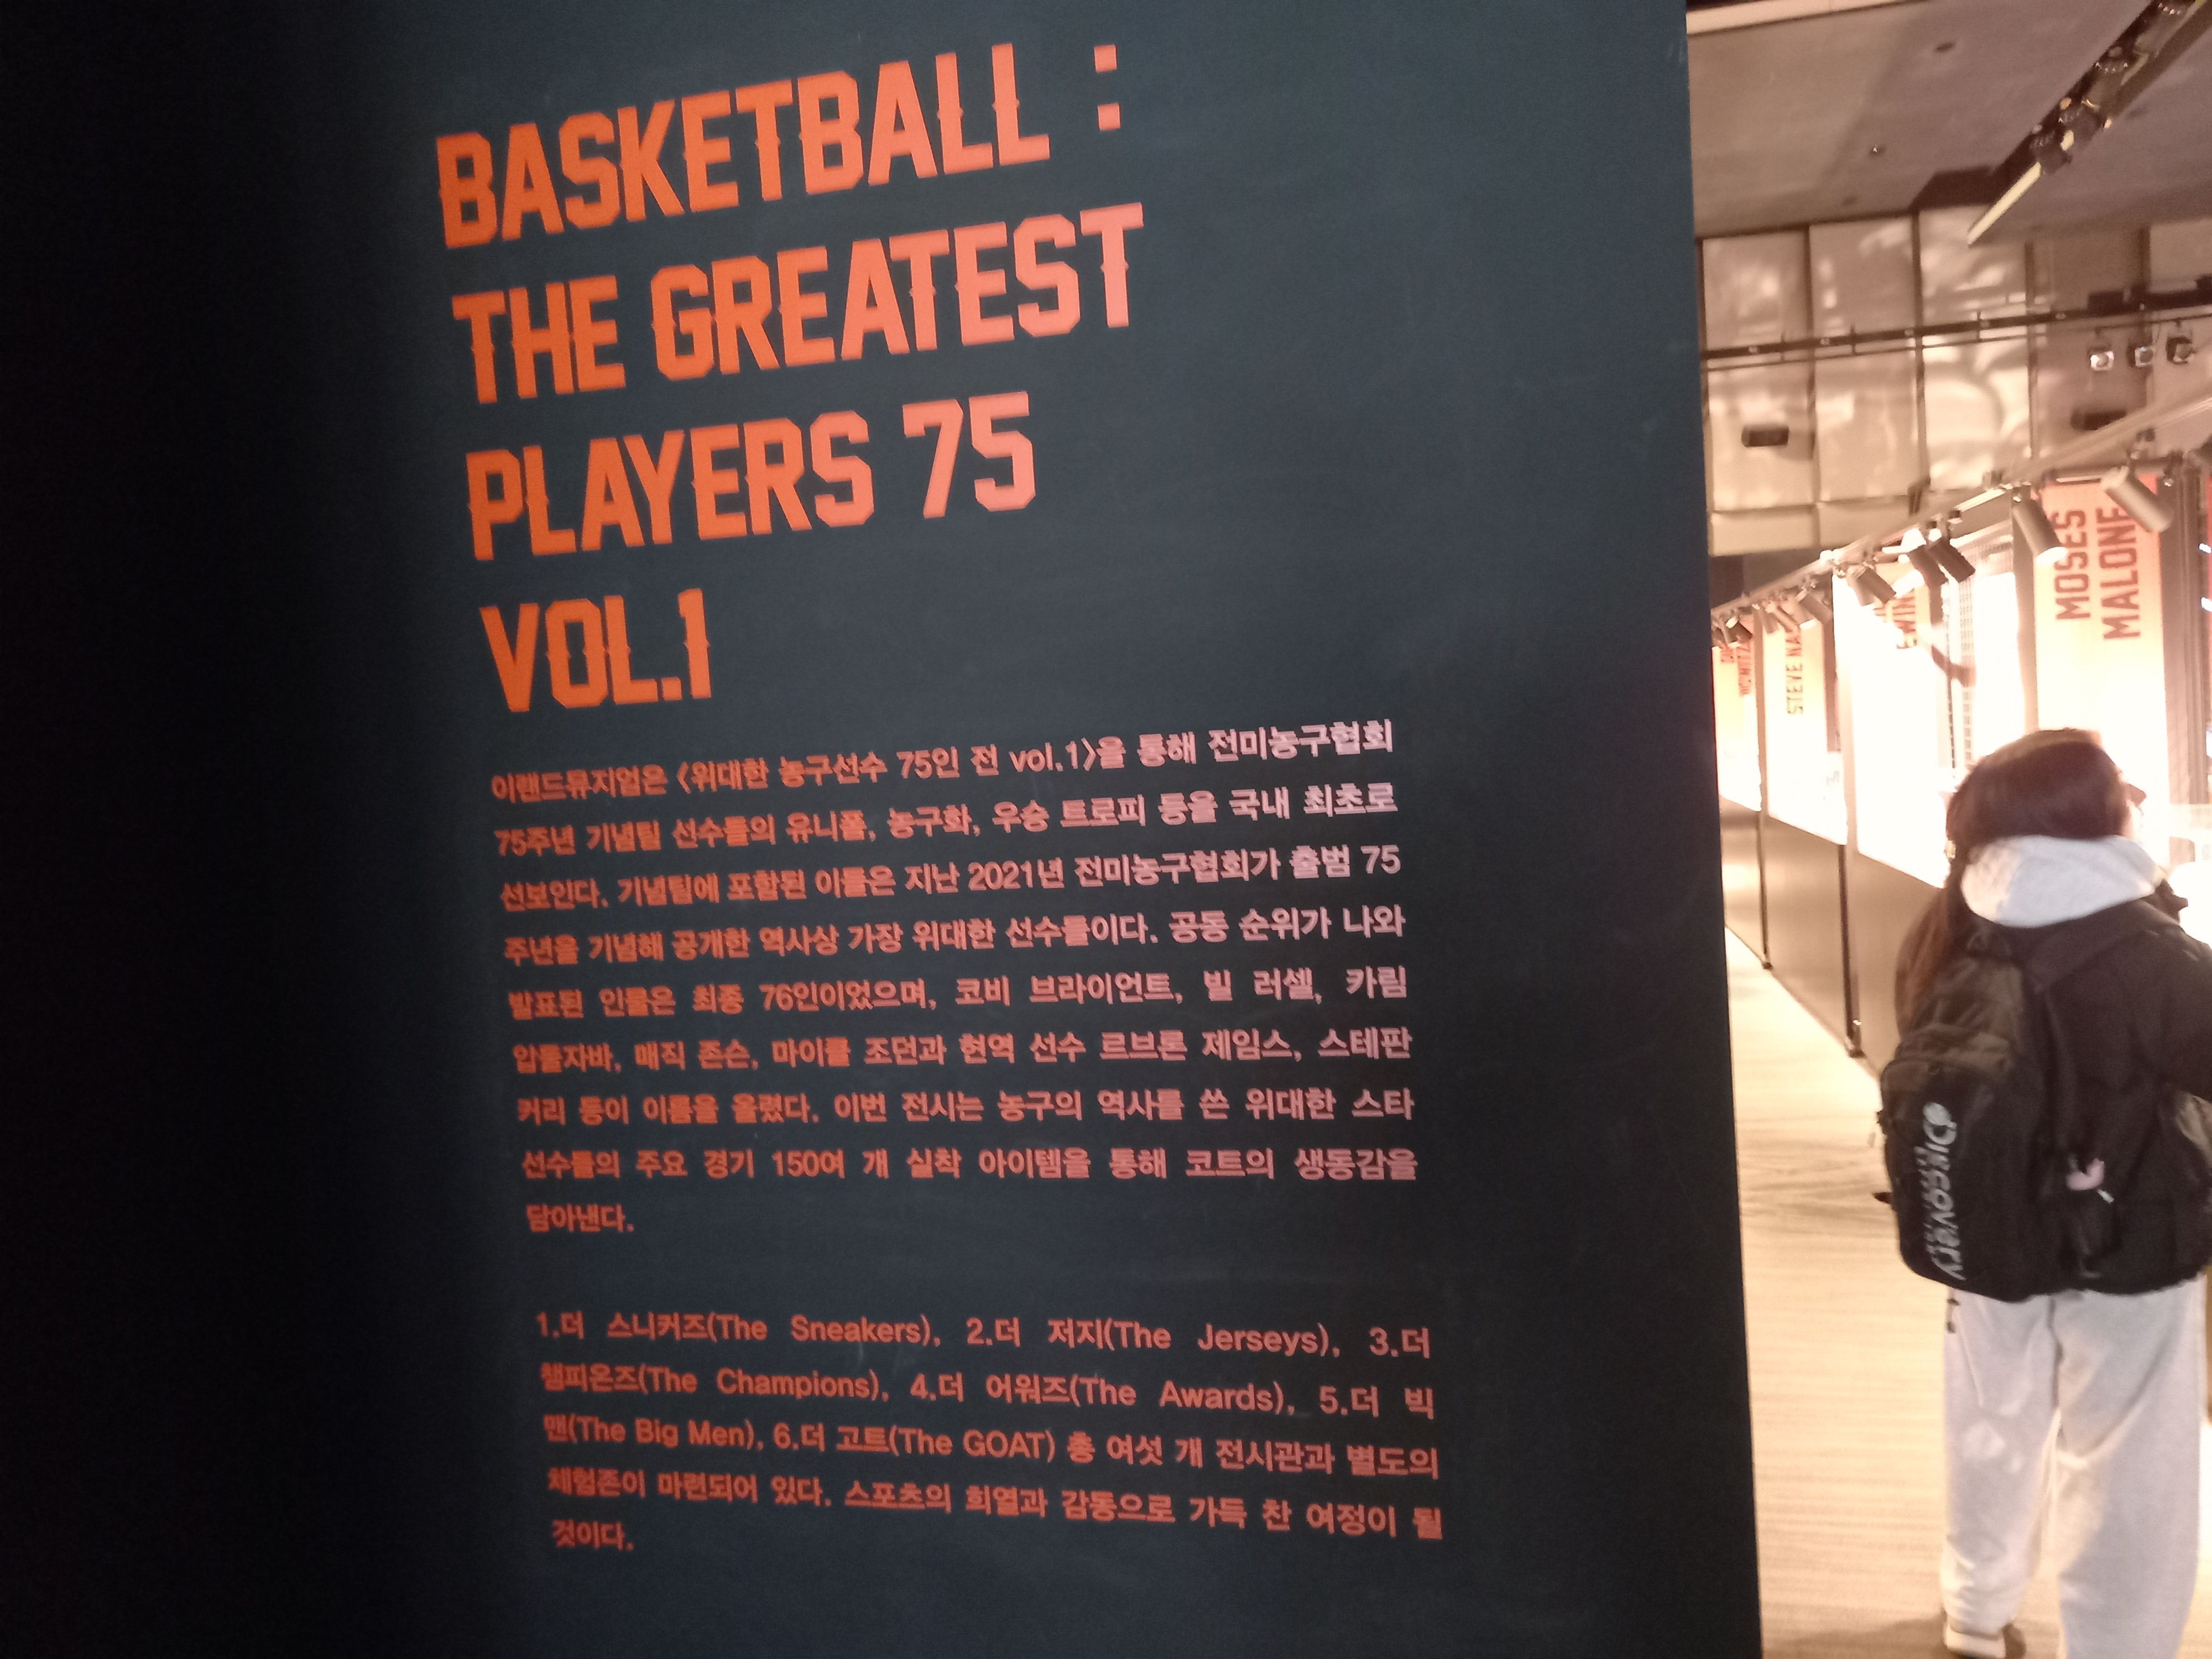 BASKETBALL :
THE GREATEST
PLAYERS 75
VOL.1
이랜드뮤지엄은 〈위대한 농구선수 75인 전 vol.1〉을 통해 전미농구협회
75주년 기념팀 선수들의 유니폼, 농구화, 우승 트로피 등을 국내 최초로
선보인다. 기념팀에 포함된 이들은 지난 2021년 전미농구협회가 출범 75
주년을 기념해 공개한 역사상 가장 위대한 선수들이다. 공동 순위가 나와
발표된 인물은 최종 76인이었으며, 코비 브라이언트, 빌 러셀, 카림
압둘자바, 매직 존슨, 마이클 조던과 현역 선수 르브론 제임스, 스테판
커리 등이 이름을 올렸다. 이번 전시는 농구의 역사를 쓴 위대한 스타
선수들의 주요 경기 150여 개 실착 아이템을 통해 코트의 생동감을
담아낸다.
1.더 스니커즈(The Sneakers), 2.더 저지(The Jerseys), 3.더
챔피온즈(The Champions), 4.더 어워즈(The Awards), 5.더 빅
맨(The Big Men), 6.더 고트(The GOAT) 총 여섯 개 전시관과 별도의
체험존이 마련되어 있다. 스포츠의 희열과 감동으로 가득 찬 여정이 될
것이다.
MOSES
MALONE
STEVE
Discovery